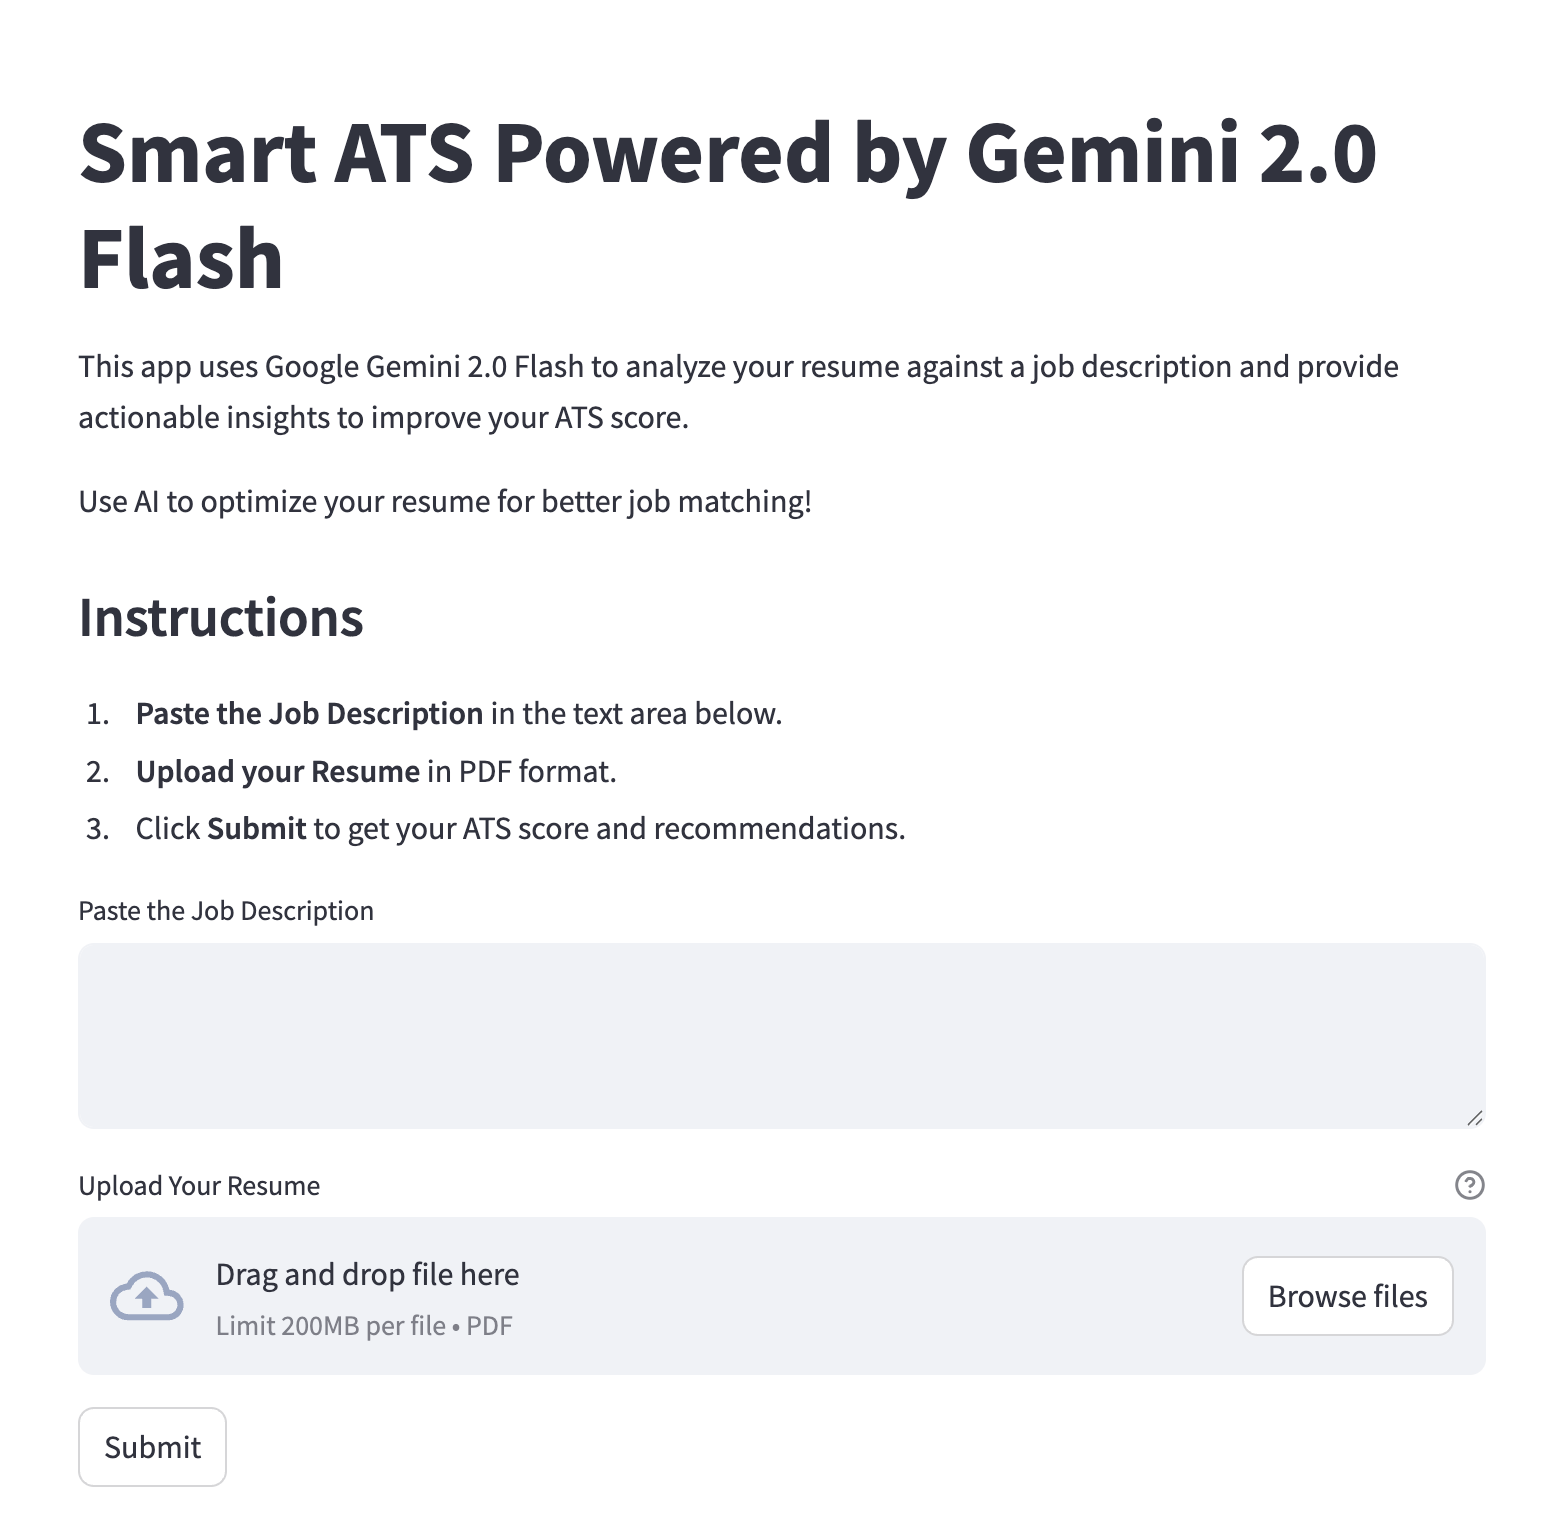 Smart ATS Powered by Gemini 2.0
Flash
This app uses Google Gemini 2.0 Flash to analyze your resume against a job description and provide
actionable insights to improve your ATS score.
Use AI to optimize your resume for better job matching!
Instructions
1. Paste the Job Description in the text area below.
2. Upload your Resume in PDF format.
3. Click Submit to get your ATS score and recommendations.
Paste the Job Description
Upload Your Resume
Drag and drop file here
Limit 200MB per file • PDF
Browse files
Submit